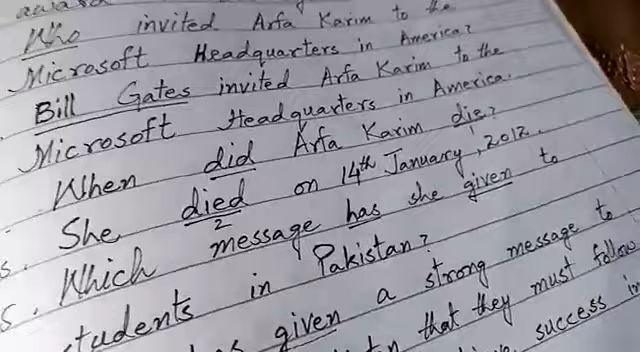 Who invited Arfa Karim to the
Microsoft Headquarters in America?
Bill Gates invited Arfa Karim to the
Microsoft Headquarters in America.
When did Arfa Karim die?
She died on 14th January, 2012.
2
S. Which message has she given to
students in Pakistan?
given a strong message to
that they must follow
success in